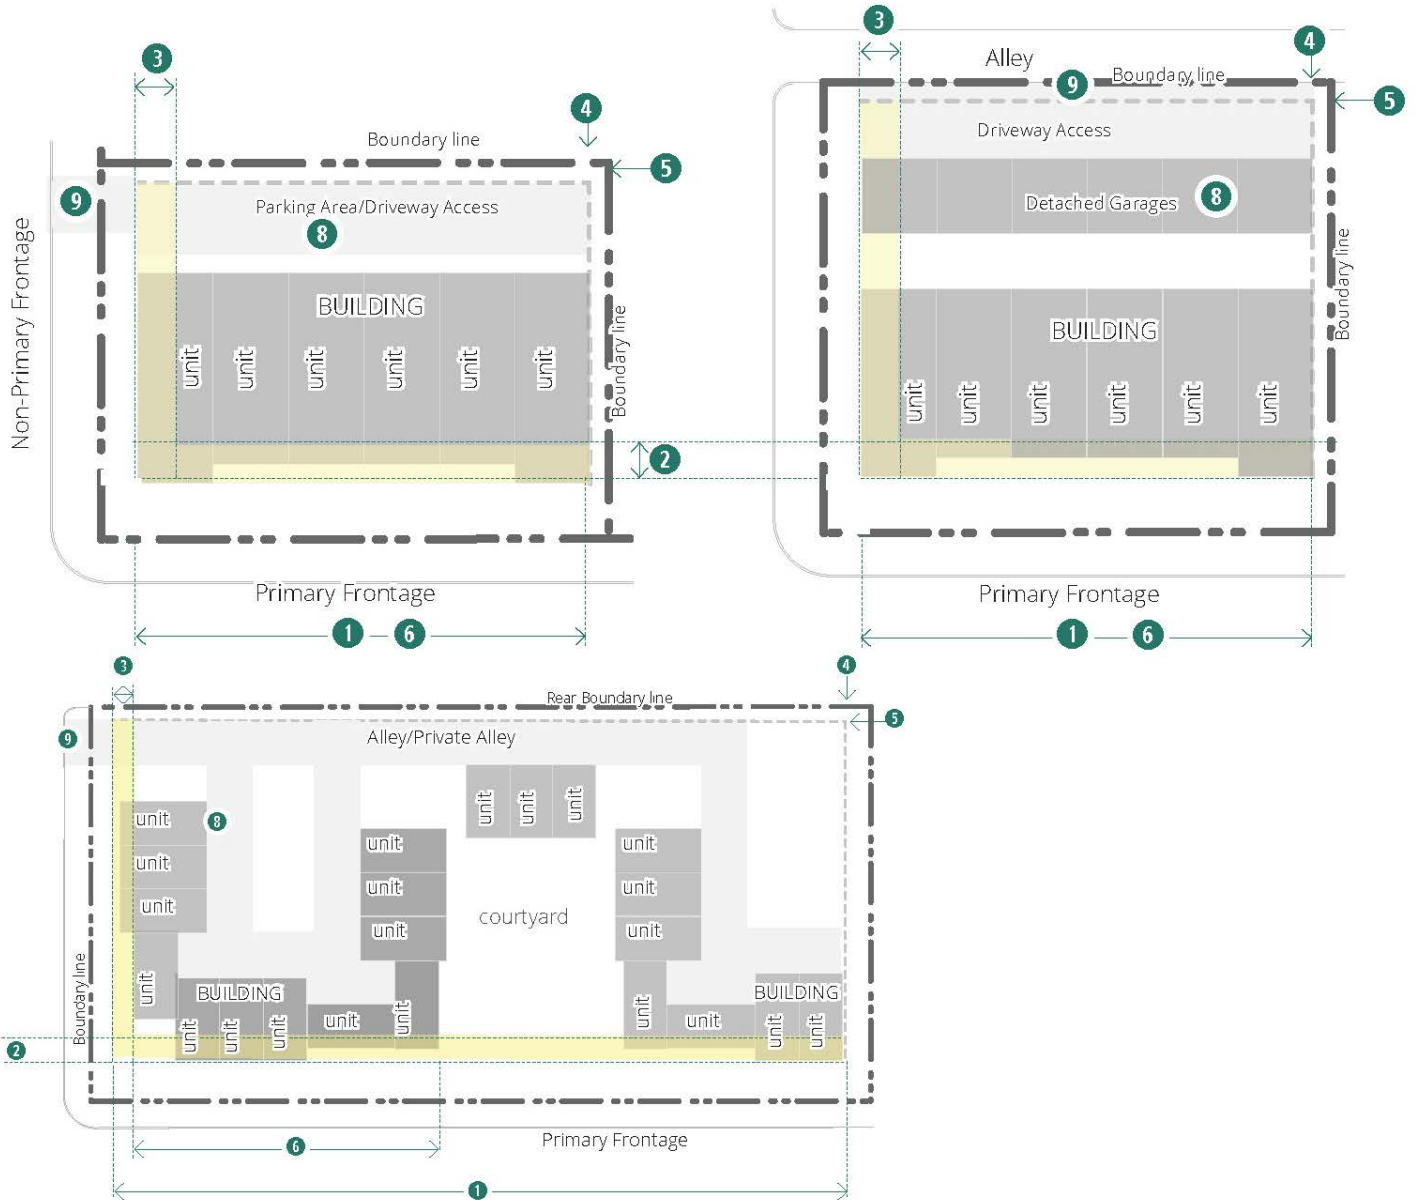 3
4
Boundary line
5
9
Parking Area/Driveway Access
8
Non-Primary Frontage
BUILDING
unit
unit
unit
unit
unit
unit
Boundary line
2
Primary Frontage
1
6
3
4
Alley
Boundary line
9
5
Driveway Access
Detached Garages
8
Boundary line
BUILDING
unit
unit
unit
unit
unit
unit
Primary Frontage
1
6
3
4
Rear Boundary line
5
9
Alley/Private Alley
unit
unit
unit
unit
8
unit
unit
unit
unit
unit
unit
courtyard
unit
unit
Boundary line
unit
BUILDING
unit
unit
unit
unit
unit
unit
unit
BUILDING
unit
unit
2
Primary Frontage
6
1